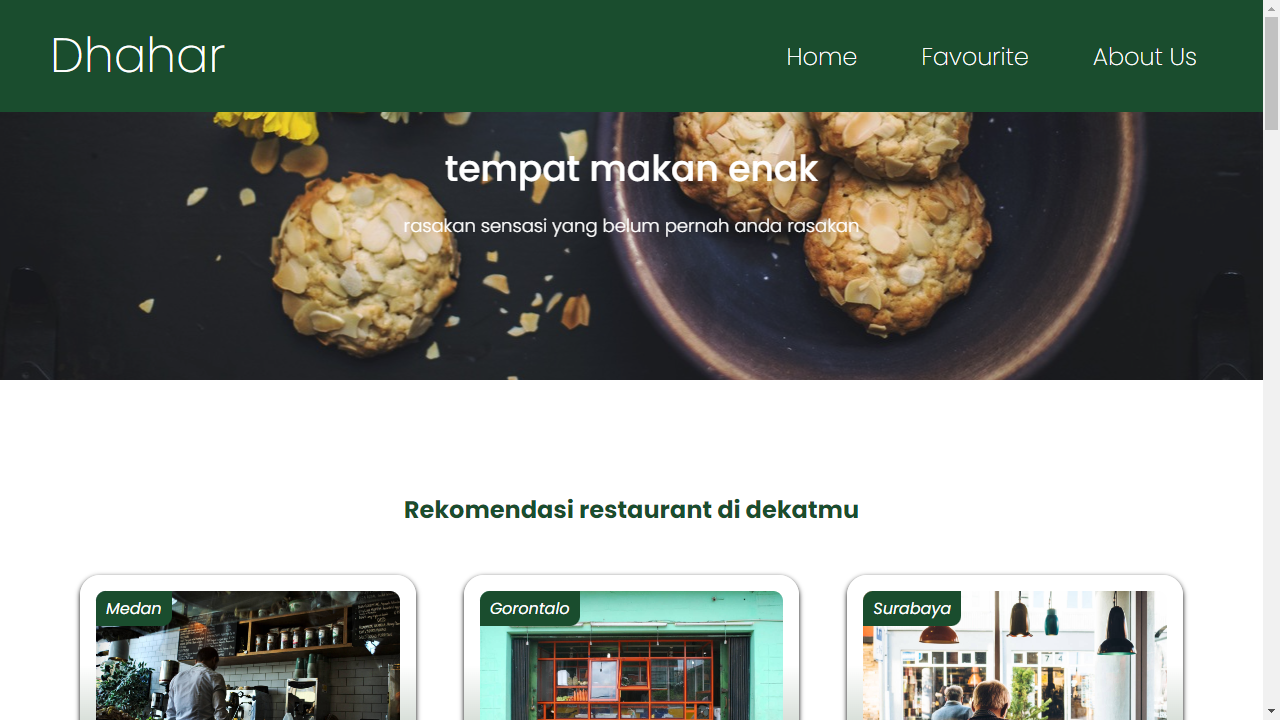 Dhahar
Home Favourite About Us
tempat makan enak
rasakan sensasi yang belum pernah anda rasakan
Rekomendasi restaurant di dekatmu
Medan Gorontalo Surabaya